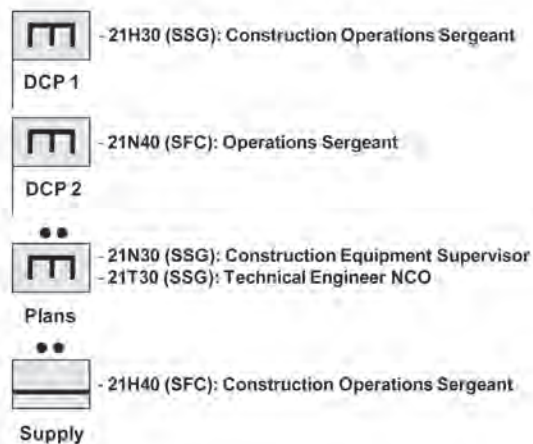 - 21H30 (SSG): Construction Operations Sergeant
DCP 1
- 21N40 (SFC): Operations Sergeant
DCP 2
- 21N30 (SSG): Construction Equipment Supervisor
- 21T30 (SSG): Technical Engineer NCO
Plans
- 21H40 (SFC): Construction Operations Sergeant
Supply